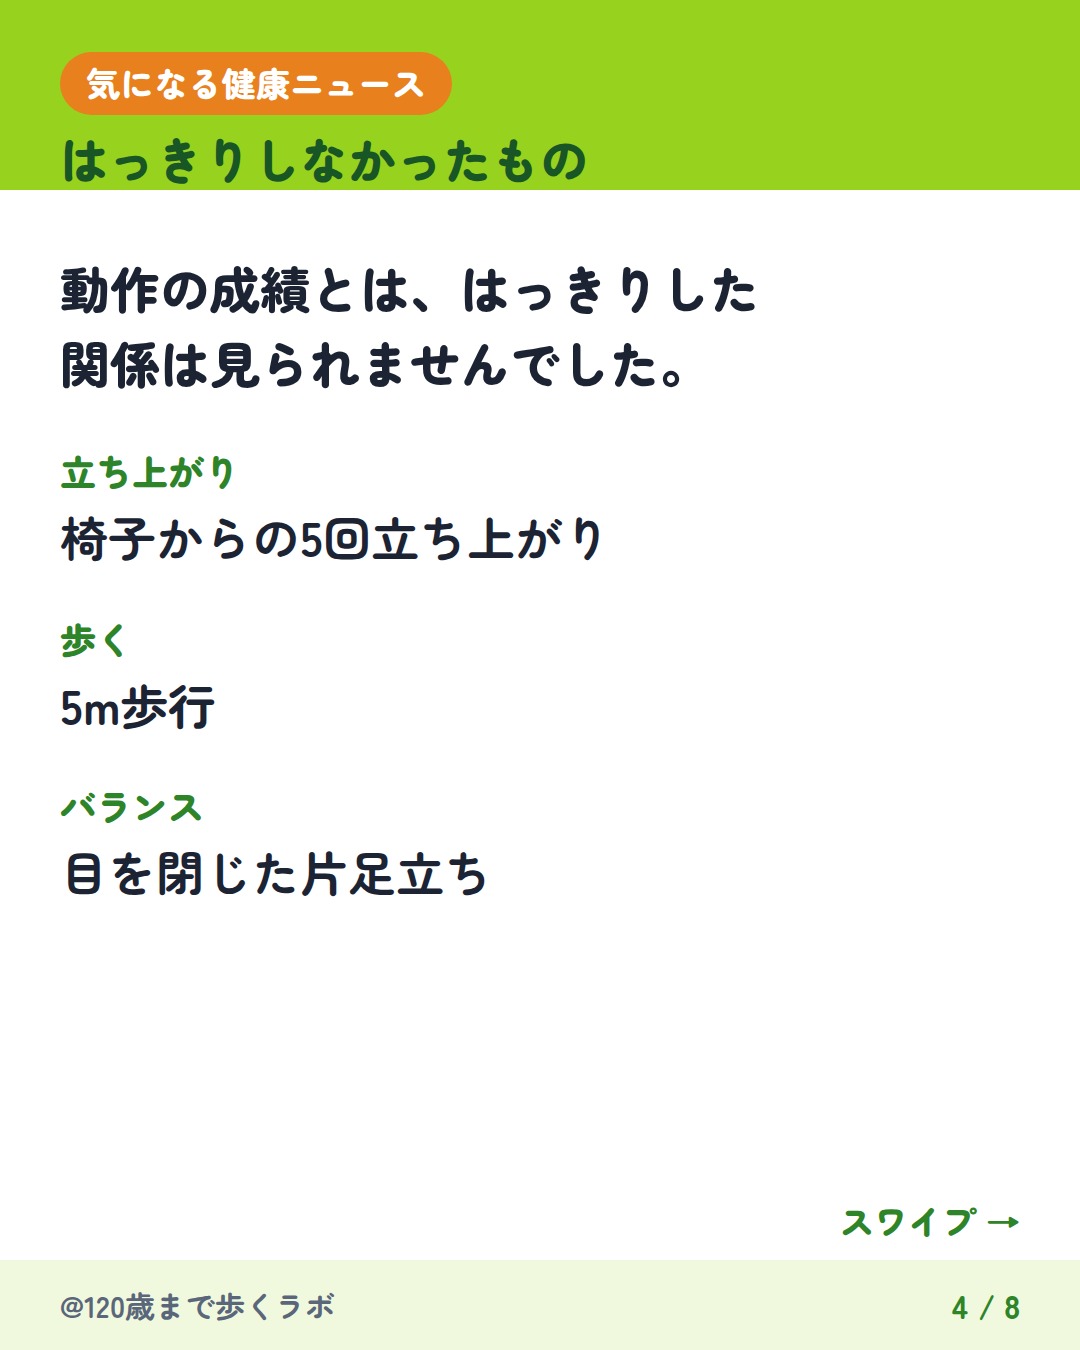 気になる健康ニュース
はっきりしなかったもの
動作の成績とは、はっきりした
関係は見られませんでした。
立ち上がり
椅子からの5回立ち上がり
歩く
5m歩行
バランス
目を閉じた片足立ち
スワイプ →
@120歳まで歩くラボ
4 / 8